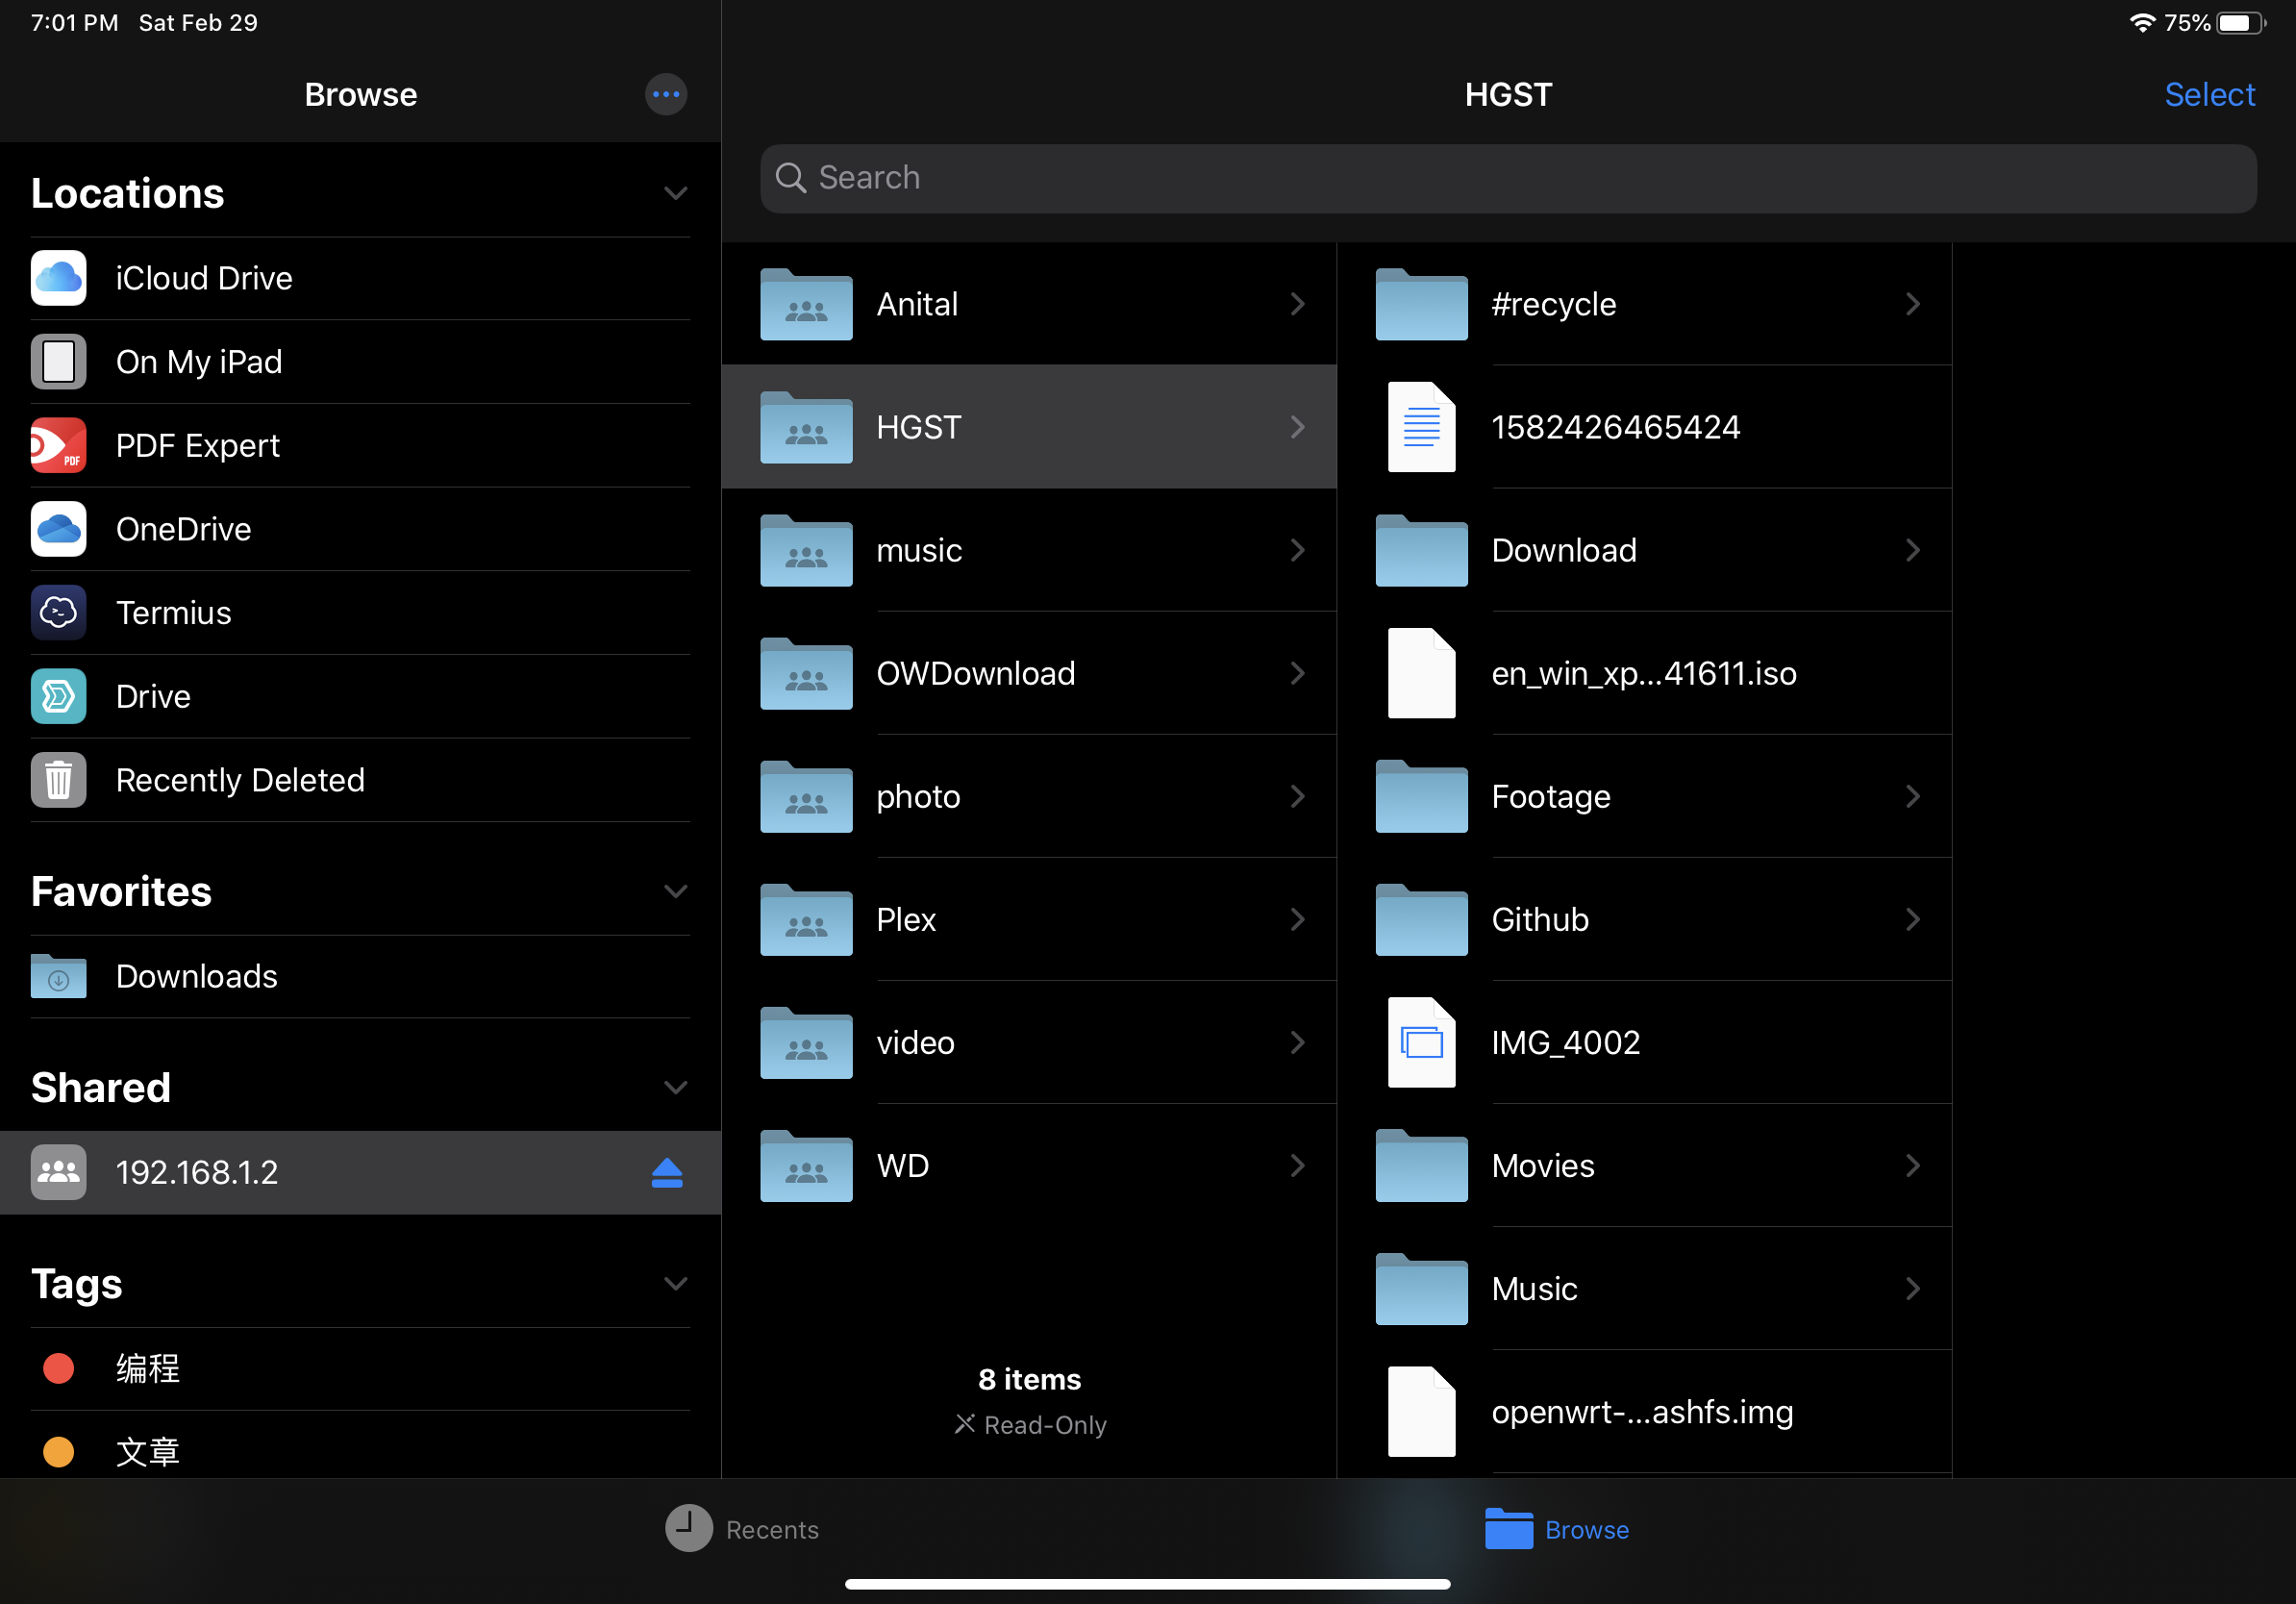 7:01 PM Sat Feb 29
75%
Browse
Locations
iCloud Drive
On My iPad
PDF
PDF Expert
OneDrive
Termius
Drive
Recently Deleted
Favorites
Downloads
Shared
192.168.1.2
Tags
编程
文章
HGST
Select
Search
Anital
HGST
music
OWDownload
photo
Plex
video
WD
8 items
Read-Only
#recycle
1582426465424
Download
en_win_xp...41611.iso
Footage
Github
IMG_4002
Movies
Music
openwrt-...ashfs.img
Recents
Browse